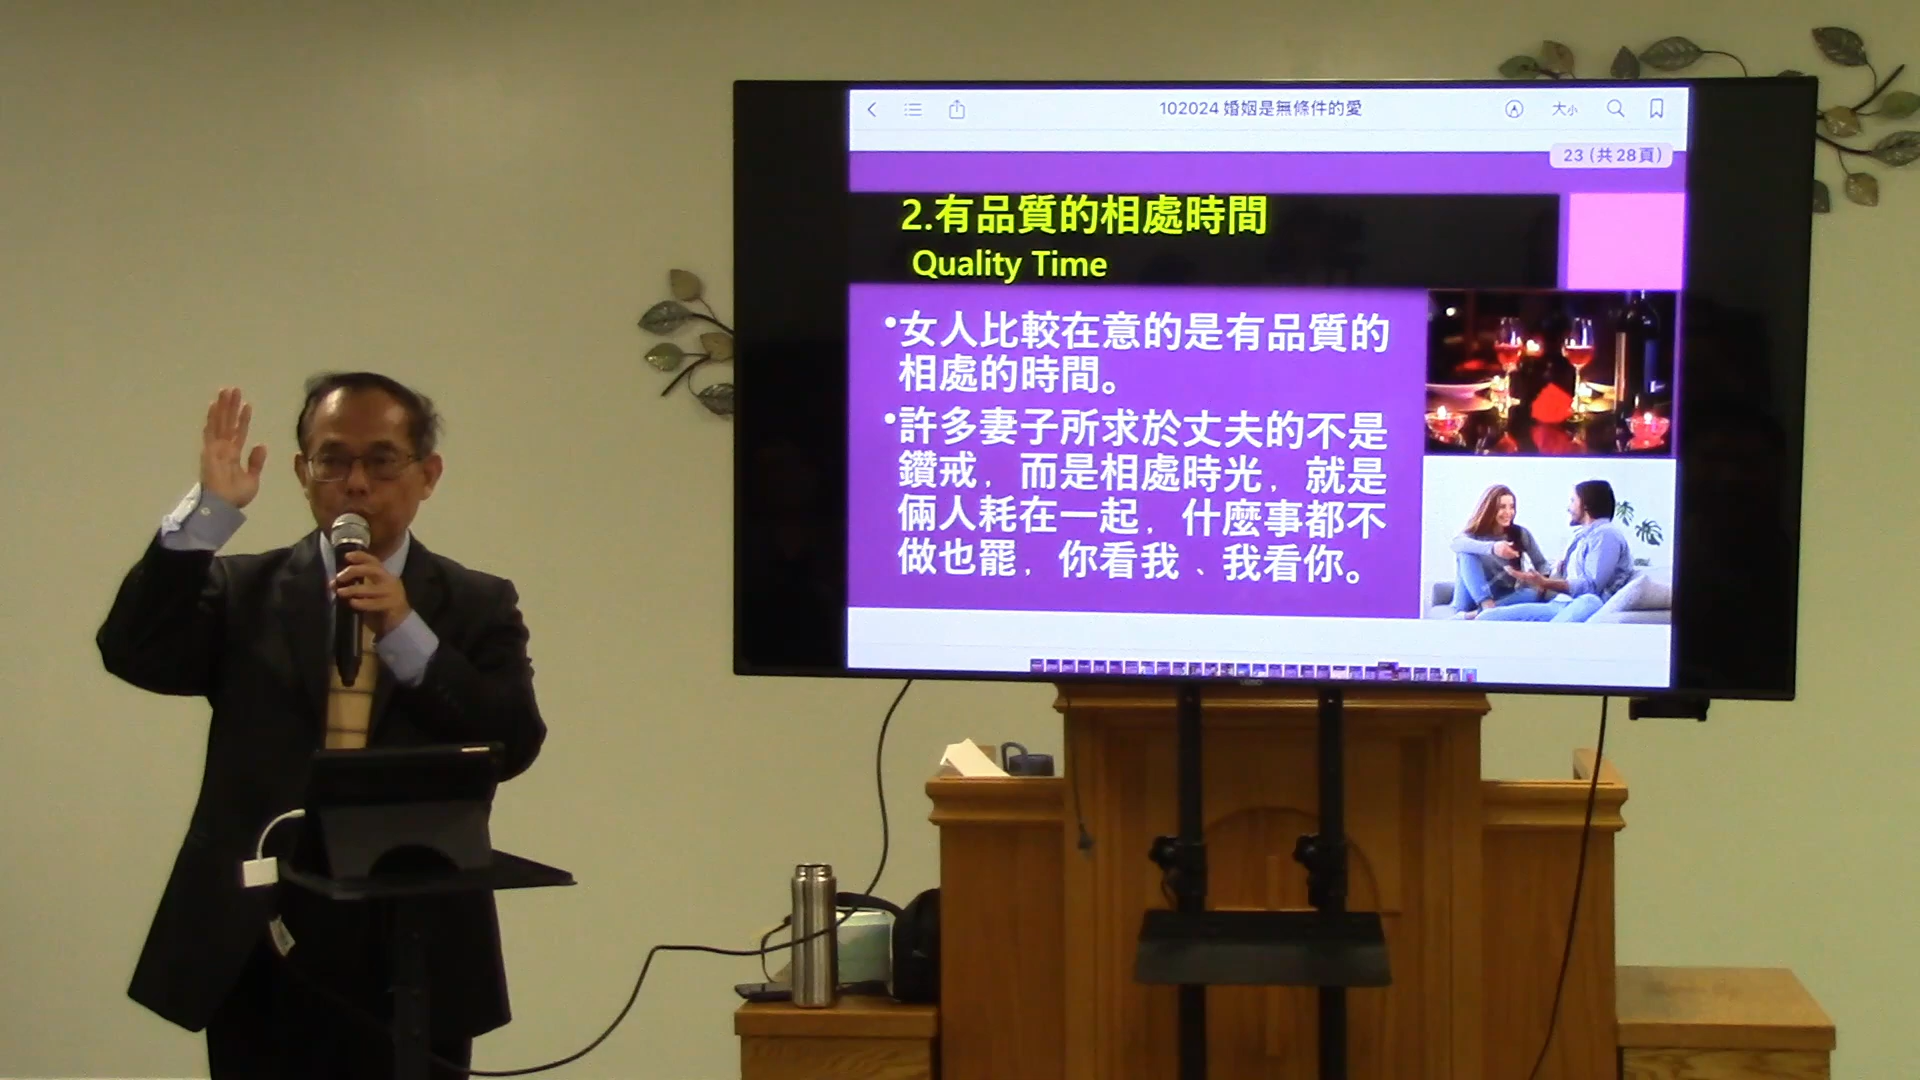 102024 婚姻是無條件的愛
大小
23 (共28頁)
2.有品質的相處時間
Quality Time
•女人比較在意的是有品質的
相處的時間。
•許多妻子所求於丈夫的不是
鑽戒，而是相處時光，就是
倆人耗在一起，什麼事都不
做也罷，你看我、我看你。